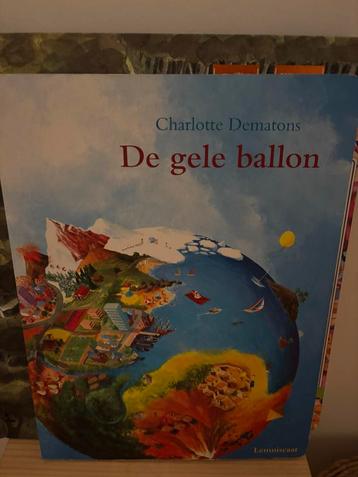 Charlotte Dematons
De gele ballon
Lemniscaat